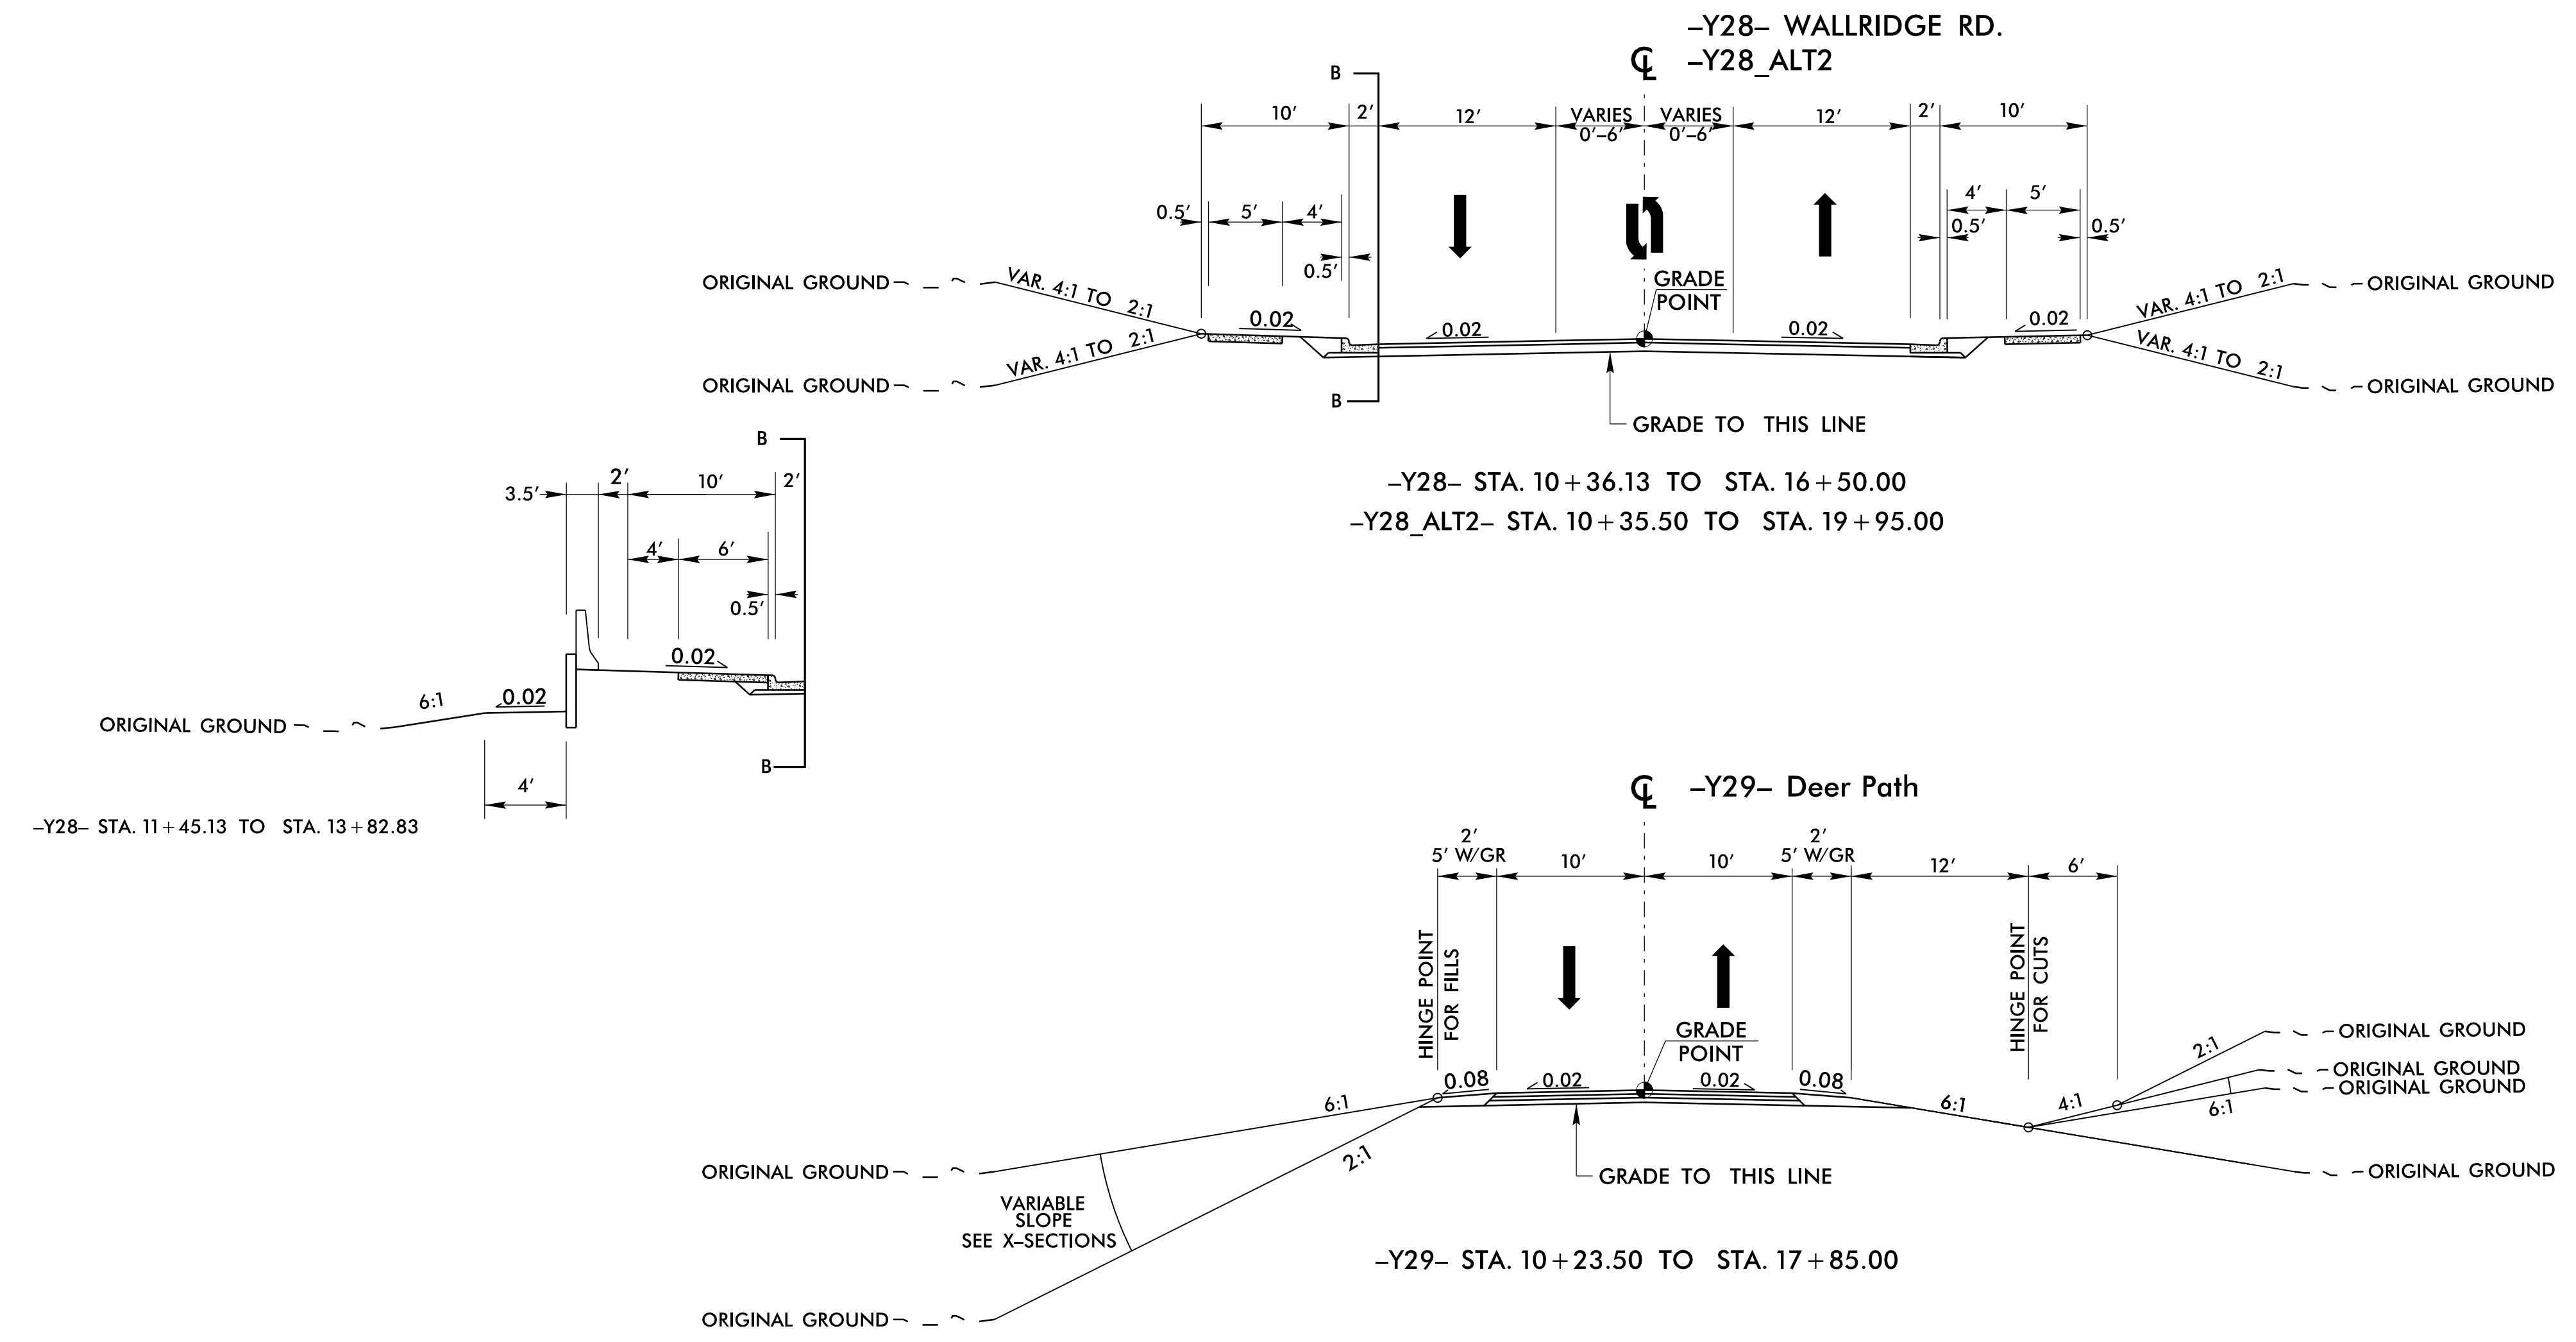 –Y28– WALLRIDGE RD.
℄ –Y28_ALT2
B
10' 2' 12' VARIES 0'–6' VARIES 0'–6' 12' 2' 10'
0.5' 5' 4' 0.5'
4' 5' 0.5' 0.5'
GRADE
POINT
ORIGINAL GROUND VAR. 4:1 TO 2:1
0.02 0.02 0.02 0.02
VAR. 4:1 TO 2:1 ORIGINAL GROUND
ORIGINAL GROUND VAR. 4:1 TO 2:1
VAR. 4:1 TO 2:1 ORIGINAL GROUND
B
GRADE TO THIS LINE
–Y28– STA. 10+36.13 TO STA. 16+50.00
–Y28_ALT2– STA. 10+35.50 TO STA. 19+95.00
B
3.5' 2' 10' 2'
4' 6'
0.5'
0.02
6:1 0.02
ORIGINAL GROUND
B
4'
–Y28– STA. 11+45.13 TO STA. 13+82.83
℄ –Y29– Deer Path
2' 2'
5' W/GR 10' 10' 5' W/GR 12' 6'
HINGE POINT
FOR FILLS
HINGE POINT
FOR CUTS
GRADE
POINT
0.08 0.02 0.02 0.08
6:1
2:1
6:1
2:1
4:1
6:1
ORIGINAL GROUND
ORIGINAL GROUND
ORIGINAL GROUND
ORIGINAL GROUND
ORIGINAL GROUND
VARIABLE
SLOPE
SEE X–SECTIONS
GRADE TO THIS LINE
–Y29– STA. 10+23.50 TO STA. 17+85.00
ORIGINAL GROUND